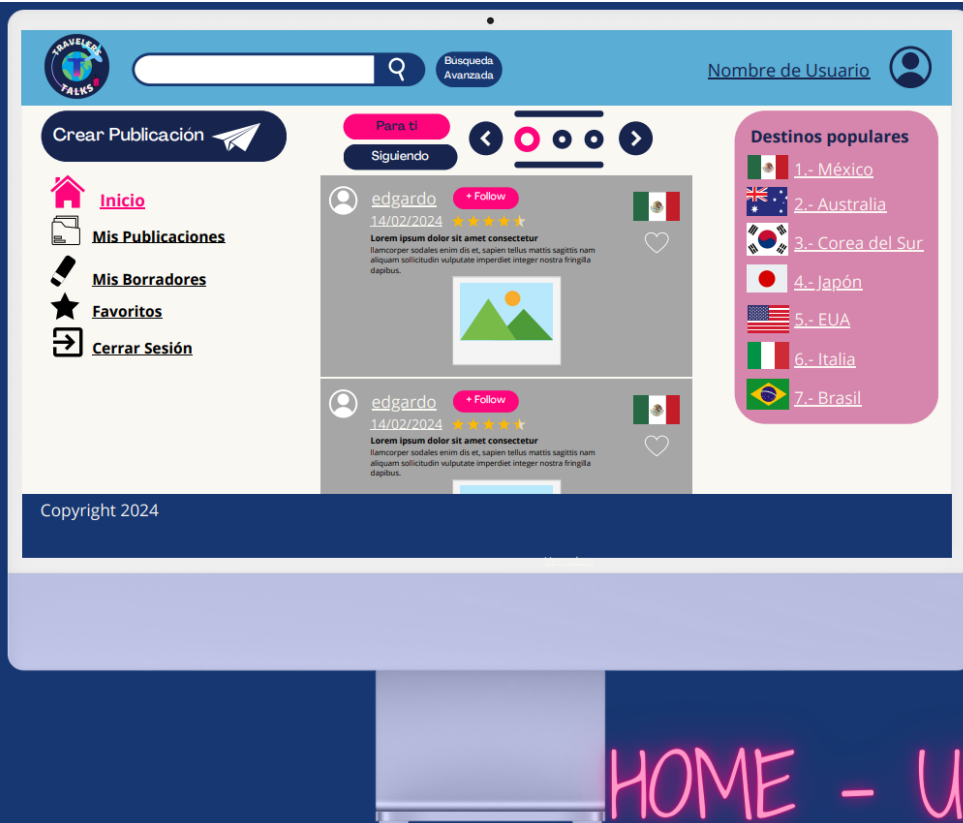 TRAVELERS
T
TALKS
Búsqueda
Avanzada
Nombre de Usuario
Crear Publicación
Inicio
Mis Publicaciones
Mis Borradores
Favoritos
Cerrar Sesión
Para ti
Siguiendo
edgardo
+ Follow
14/02/2024
Lorem ipsum dolor sit amet consectetur
llamcorper sodales enim dis et, sapien tellus mattis sagittis nam
aliquam sollicitudin vulputate imperdiet integer nostra fringilla
dapibus.
edgardo
+ Follow
14/02/2024
Lorem ipsum dolor sit amet consectetur
llamcorper sodales enim dis et, sapien tellus mattis sagittis nam
aliquam sollicitudin vulputate imperdiet integer nostra fringilla
dapibus.
Destinos populares
1.- México
2.- Australia
3.- Corea del Sur
4.- Japón
5.- EUA
6.- Italia
7.- Brasil
Copyright 2024
HOME - U